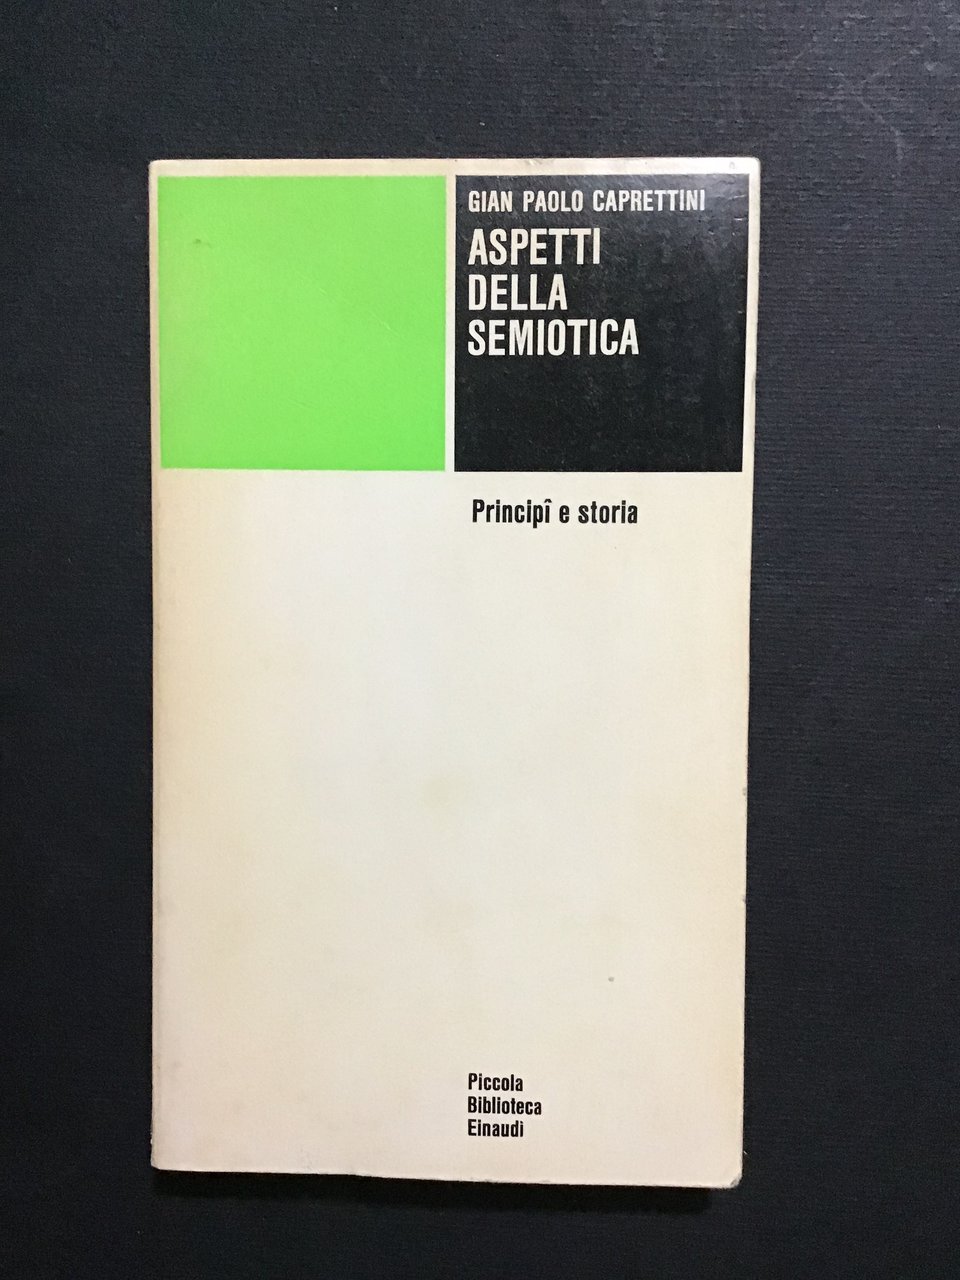 GIAN PAOLO CAPRETTINI
ASPETTI
DELLA
SEMIOTICA
Principî e storia
Piccola
Biblioteca
Einaudi